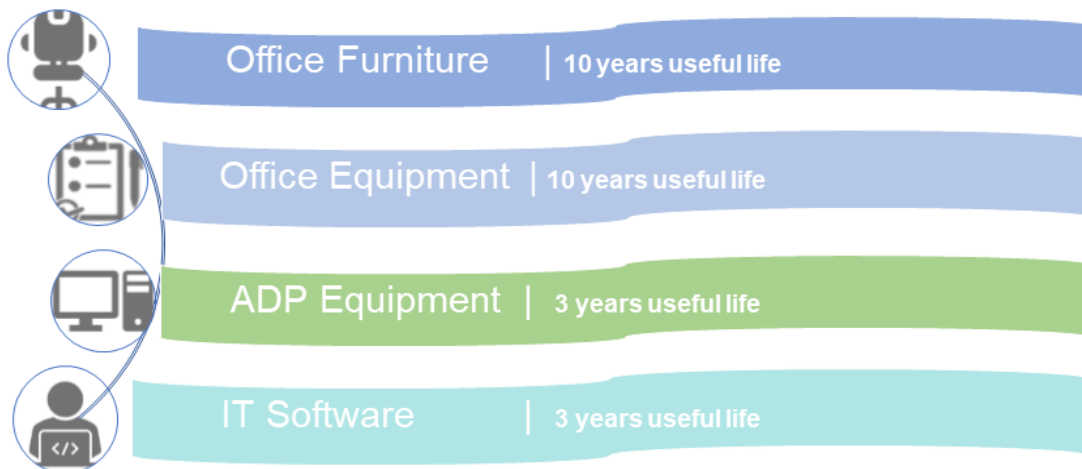 Office Furniture | 10 years useful life
Office Equipment | 10 years useful life
ADP Equipment | 3 years useful life
IT Software | 3 years useful life